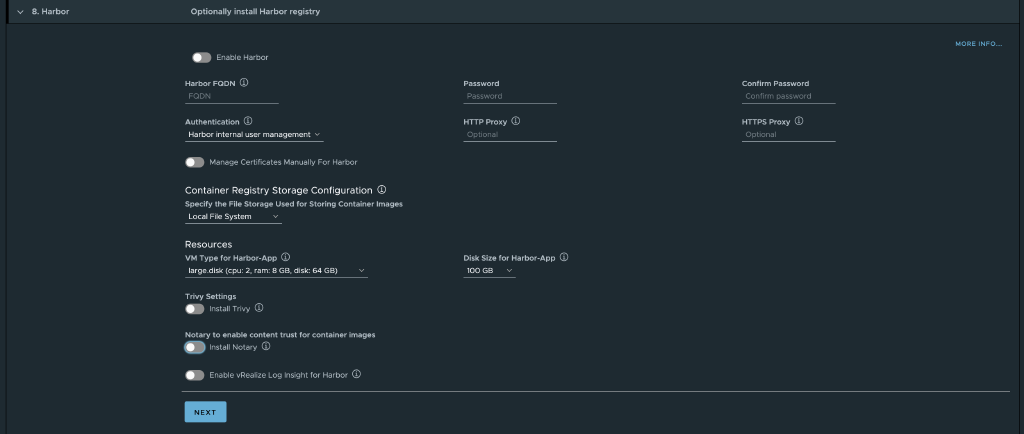 8. Harbor Optionally install Harbor registry
MORE INFO...
Enable Harbor
Harbor FQDN Password Confirm Password
FQDN Password Confirm password
Authentication HTTP Proxy HTTPS Proxy
Harbor internal user management Optional Optional
Manage Certificates Manually For Harbor
Container Registry Storage Configuration
Specify the File Storage Used for Storing Container Images
Local File System
Resources
VM Type for Harbor-App Disk Size for Harbor-App
large.disk (cpu: 2, ram: 8 GB, disk: 64 GB) 100 GB
Trivy Settings
Install Trivy
Notary to enable content trust for container images
Install Notary
Enable vRealize Log Insight for Harbor
NEXT